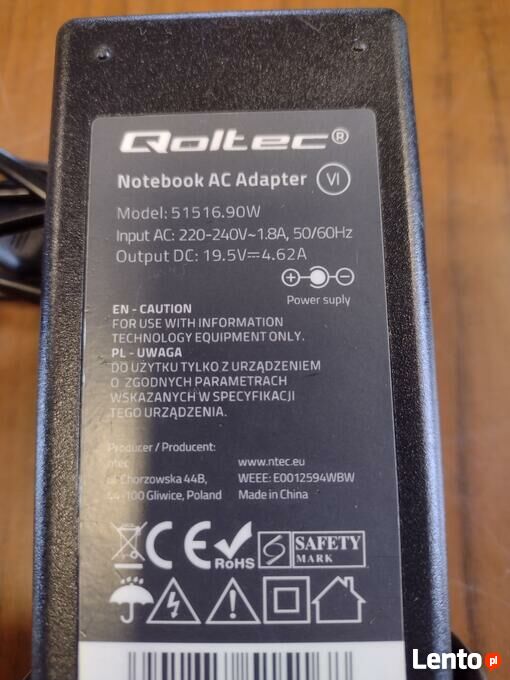 Qoltec®
Notebook AC Adapter VI
Model: 51516.90W
Input AC: 220-240V~1.8A, 50/60Hz
Output DC: 19.5V⎓4.62A
Power suply
EN - CAUTION
FOR USE WITH INFORMATION
TECHNOLOGY EQUIPMENT ONLY.
PL - UWAGA
DO UŻYTKU TYLKO Z URZĄDZENIEM
O ZGODNYCH PARAMETRACH
WSKAZANYCH W SPECYFIKACJI
TEGO URZĄDZENIA.
Producer / Producent:
ntec
ul. Chorzowska 44B,
44-100 Gliwice, Poland
www.ntec.eu
WEEE: E0012594WBW
Made in China
CE RoHS SAFETY MARK
Lento.pl